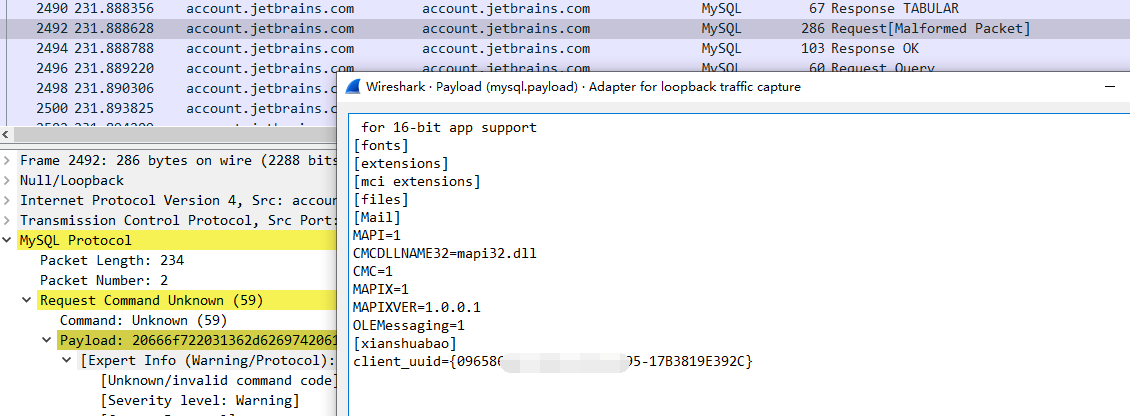 2490 231.888356 account.jetbrains.com account.jetbrains.com MySQL 67 Response TABULAR
2492 231.888628 account.jetbrains.com account.jetbrains.com MySQL 286 Request[Malformed Packet]
2494 231.888788 account.jetbrains.com account.jetbrains.com MySQL 103 Response OK
2496 231.889220 account.jetbrains.com account.jetbrains.com MySQL 60 Request Query
2498 231.890306 account.jetbrains
2500 231.893825 account.jetbrains
Wireshark · Payload (mysql.payload) · Adapter for loopback traffic capture
for 16-bit app support
[fonts]
[extensions]
[mci extensions]
[files]
[Mail]
MAPI=1
CMCDLLNAME32=mapi32.dll
CMC=1
MAPIX=1
MAPIXVER=1.0.0.1
OLEMessaging=1
[xianshuabao]
client_uuid={09658 95-17B3819E392C}
Frame 2492: 286 bytes on wire (2288 bits
Null/Loopback
Internet Protocol Version 4, Src: accou
Transmission Control Protocol, Src Port:
MySQL Protocol
Packet Length: 234
Packet Number: 2
Request Command Unknown (59)
Command: Unknown (59)
Payload: 20666f722031362d6269742061
[Expert Info (Warning/Protocol):
[Unknown/invalid command code]
[Severity level: Warning]